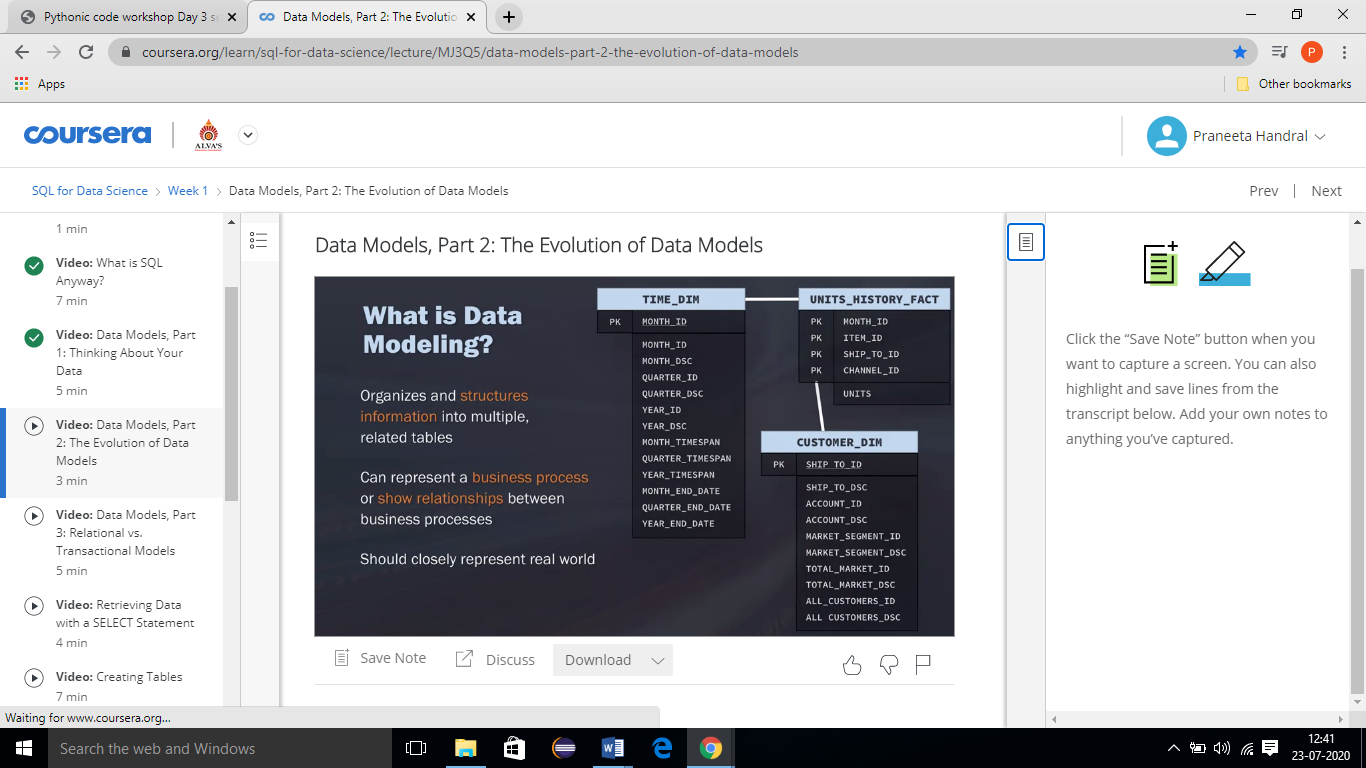 Pythonic code workshop Day 3 s
Data Models, Part 2: The Evolutio
coursera.org/learn/sql-for-data-science/lecture/MJ3Q5/data-models-part-2-the-evolution-of-data-models
P
Apps
Other bookmarks
coursera
ALVA'S
Praneeta Handral
SQL for Data Science > Week 1 > Data Models, Part 2: The Evolution of Data Models
Prev | Next
1 min
Video: What is SQL
Anyway?
7 min
Video: Data Models, Part
1: Thinking About Your
Data
5 min
Video: Data Models, Part
2: The Evolution of Data
Models
3 min
Video: Data Models, Part
3: Relational vs.
Transactional Models
5 min
Video: Retrieving Data
with a SELECT Statement
4 min
Video: Creating Tables
7 min
Data Models, Part 2: The Evolution of Data Models
What is Data
Modeling?
Organizes and structures
information into multiple,
related tables
Can represent a business process
or show relationships between
business processes
Should closely represent real world
TIME_DIM
PK MONTH_ID
MONTH_ID
MONTH_DSC
QUARTER_ID
QUARTER_DSC
YEAR_ID
YEAR_DSC
MONTH_TIMESPAN
QUARTER_TIMESPAN
YEAR_TIMESPAN
MONTH_END_DATE
QUARTER_END_DATE
YEAR_END_DATE
UNITS_HISTORY_FACT
PK MONTH_ID
PK ITEM_ID
PK SHIP_TO_ID
PK CHANNEL_ID
UNITS
CUSTOMER_DIM
PK SHIP_TO_ID
SHIP_TO_DSC
ACCOUNT_ID
ACCOUNT_DSC
MARKET_SEGMENT_ID
MARKET_SEGMENT_DSC
TOTAL_MARKET_ID
TOTAL_MARKET_DSC
ALL_CUSTOMERS_ID
ALL CUSTOMERS_DSC
Save Note
Discuss
Download
Click the “Save Note” button when you
want to capture a screen. You can also
highlight and save lines from the
transcript below. Add your own notes to
anything you’ve captured.
Waiting for www.coursera.org...
Search the web and Windows
12:41
23-07-2020